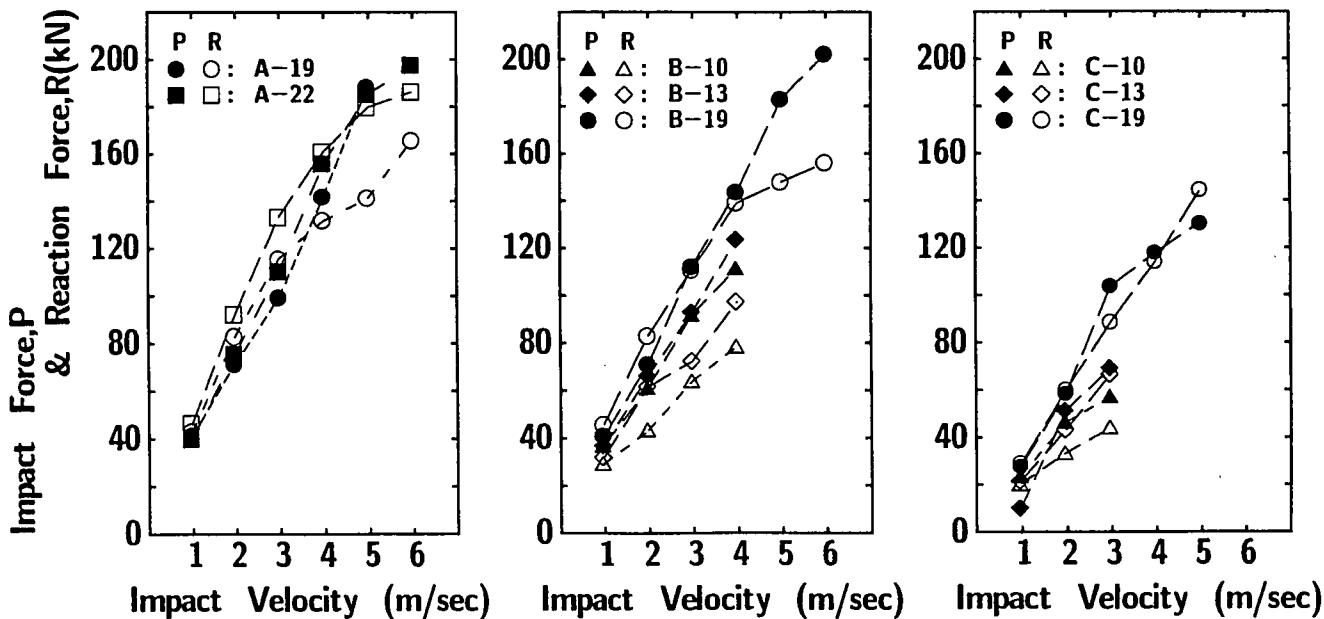 Impact Force,P
& Reaction Force,R(kN)
200
160
120
80
40
0
P R
: A-19
: A-22
1 2 3 4 5 6
Impact Velocity (m/sec)
200
160
120
80
40
0
P R
: B-10
: B-13
: B-19
1 2 3 4 5 6
Impact Velocity (m/sec)
200
160
120
80
40
0
P R
: C-10
: C-13
: C-19
1 2 3 4 5 6
Impact Velocity (m/sec)